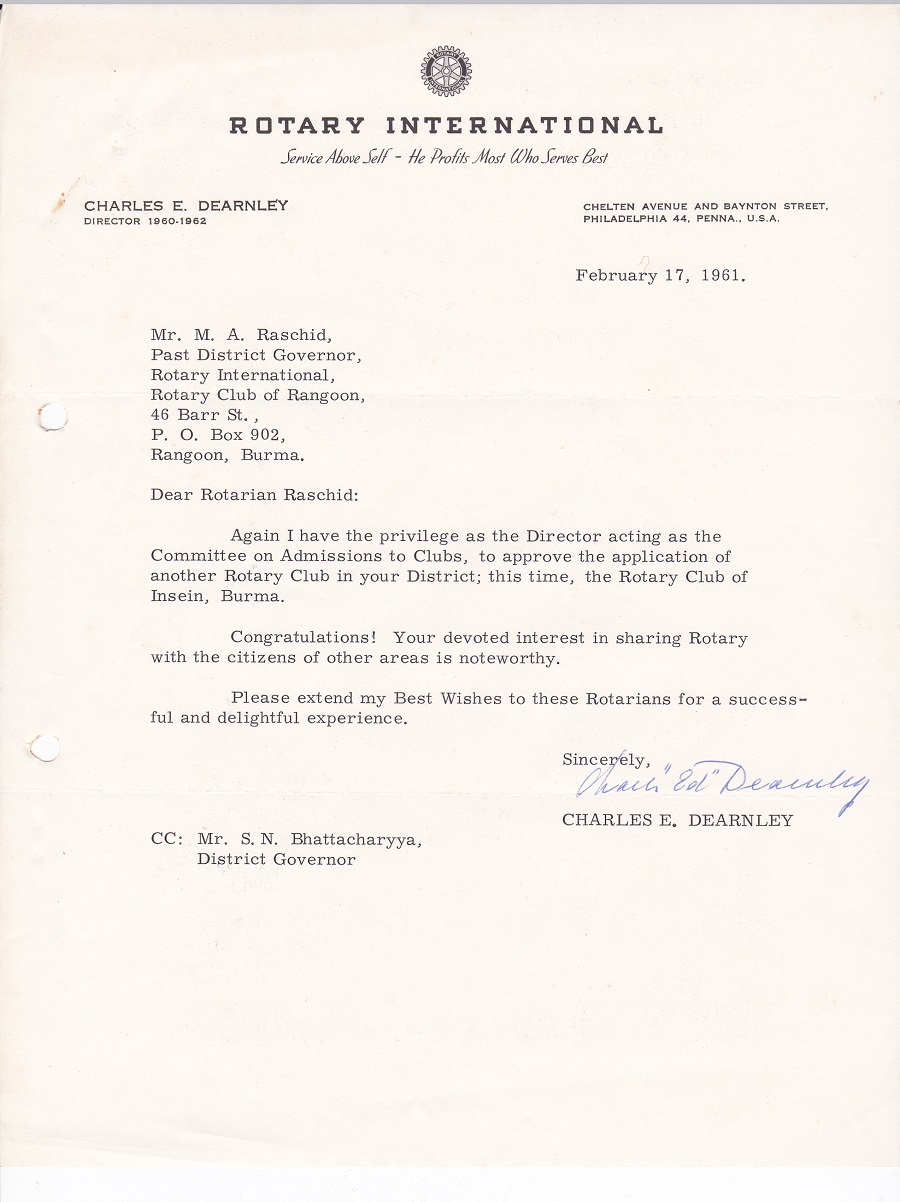 ROTARY INTERNATIONAL
ROTARY INTERNATIONAL
Service Above Self - He Profits Most Who Serves Best
CHARLES E. DEARNLEY
DIRECTOR 1960-1962
CHELTEN AVENUE AND BAYNTON STREET,
PHILADELPHIA 44, PENNA., U.S.A.
February 17, 1961.
Mr. M. A. Raschid,
Past District Governor,
Rotary International,
Rotary Club of Rangoon,
46 Barr St.,
P. O. Box 902,
Rangoon, Burma.
Dear Rotarian Raschid:
Again I have the privilege as the Director acting as the
Committee on Admissions to Clubs, to approve the application of
another Rotary Club in your District; this time, the Rotary Club of
Insein, Burma.
Congratulations! Your devoted interest in sharing Rotary
with the citizens of other areas is noteworthy.
Please extend my Best Wishes to these Rotarians for a success-
ful and delightful experience.
Sincerely,
"Ed" Dearnley
CHARLES E. DEARNLEY
CC: Mr. S. N. Bhattacharyya,
District Governor